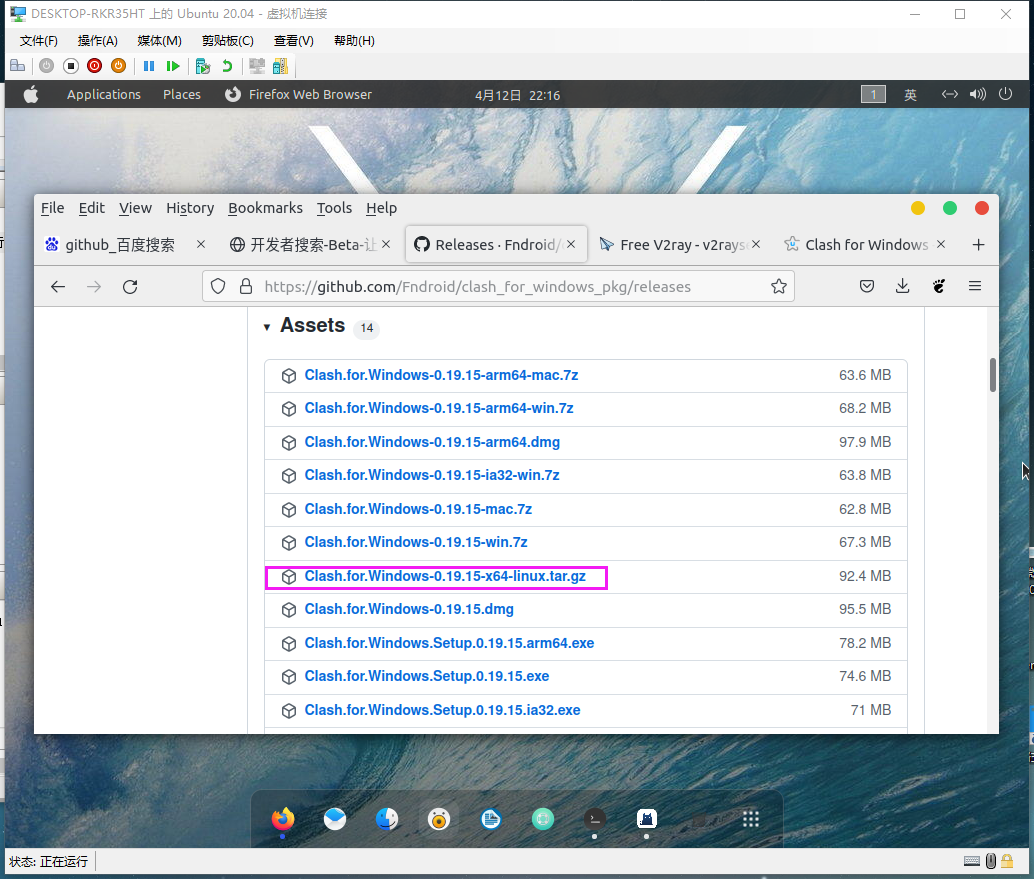 DESKTOP-RKR35HT 上的 Ubuntu 20.04 - 虚拟机连接
文件(F) 操作(A) 媒体(M) 剪贴板(C) 查看(V) 帮助(H)
Applications Places Firefox Web Browser 4月12日 22:16 1 英
File Edit View History Bookmarks Tools Help
github_百度搜索 开发者搜索-Beta-让 Releases · Fndroid/ Free V2ray - v2rays Clash for Windows
https://github.com/Fndroid/clash_for_windows_pkg/releases
Assets 14
Clash.for.Windows-0.19.15-arm64-mac.7z 63.6 MB
Clash.for.Windows-0.19.15-arm64-win.7z 68.2 MB
Clash.for.Windows-0.19.15-arm64.dmg 97.9 MB
Clash.for.Windows-0.19.15-ia32-win.7z 63.8 MB
Clash.for.Windows-0.19.15-mac.7z 62.8 MB
Clash.for.Windows-0.19.15-win.7z 67.3 MB
Clash.for.Windows-0.19.15-x64-linux.tar.gz 92.4 MB
Clash.for.Windows-0.19.15.dmg 95.5 MB
Clash.for.Windows.Setup.0.19.15.arm64.exe 78.2 MB
Clash.for.Windows.Setup.0.19.15.exe 74.6 MB
Clash.for.Windows.Setup.0.19.15.ia32.exe 71 MB
状态: 正在运行